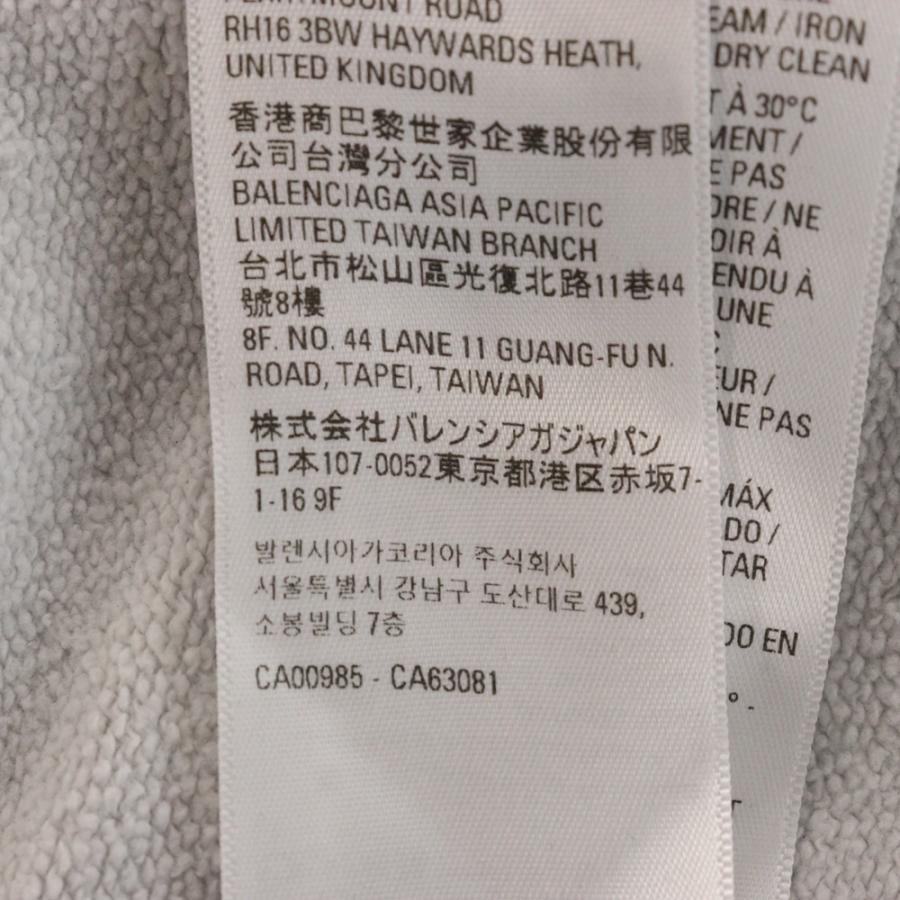 MOUNT ROAD
RH16 3BW HAYWARDS HEATH,
UNITED KINGDOM
香港商巴黎世家企業股份有限
公司台灣分公司
BALENCIAGA ASIA PACIFIC
LIMITED TAIWAN BRANCH
台北市松山區光復北路11巷44
號8樓
8F. NO. 44 LANE 11 GUANG-FU N.
ROAD, TAPEI, TAIWAN
株式会社バレンシアガジャパン
日本107-0052東京都港区赤坂7-
1-16 9F
발렌시아가코리아 주식회사
서울특별시 강남구 도산대로 439,
소봉빌딩 7층
CA00985 - CA63081
EAM / IRON
DRY CLEAN
T À 30°C
MENT /
E PAS
DRE / NE
OIR À
ENDU À
UNE
EUR /
NE PAS
MÁX
DO /
TAR
DO EN
° -
T